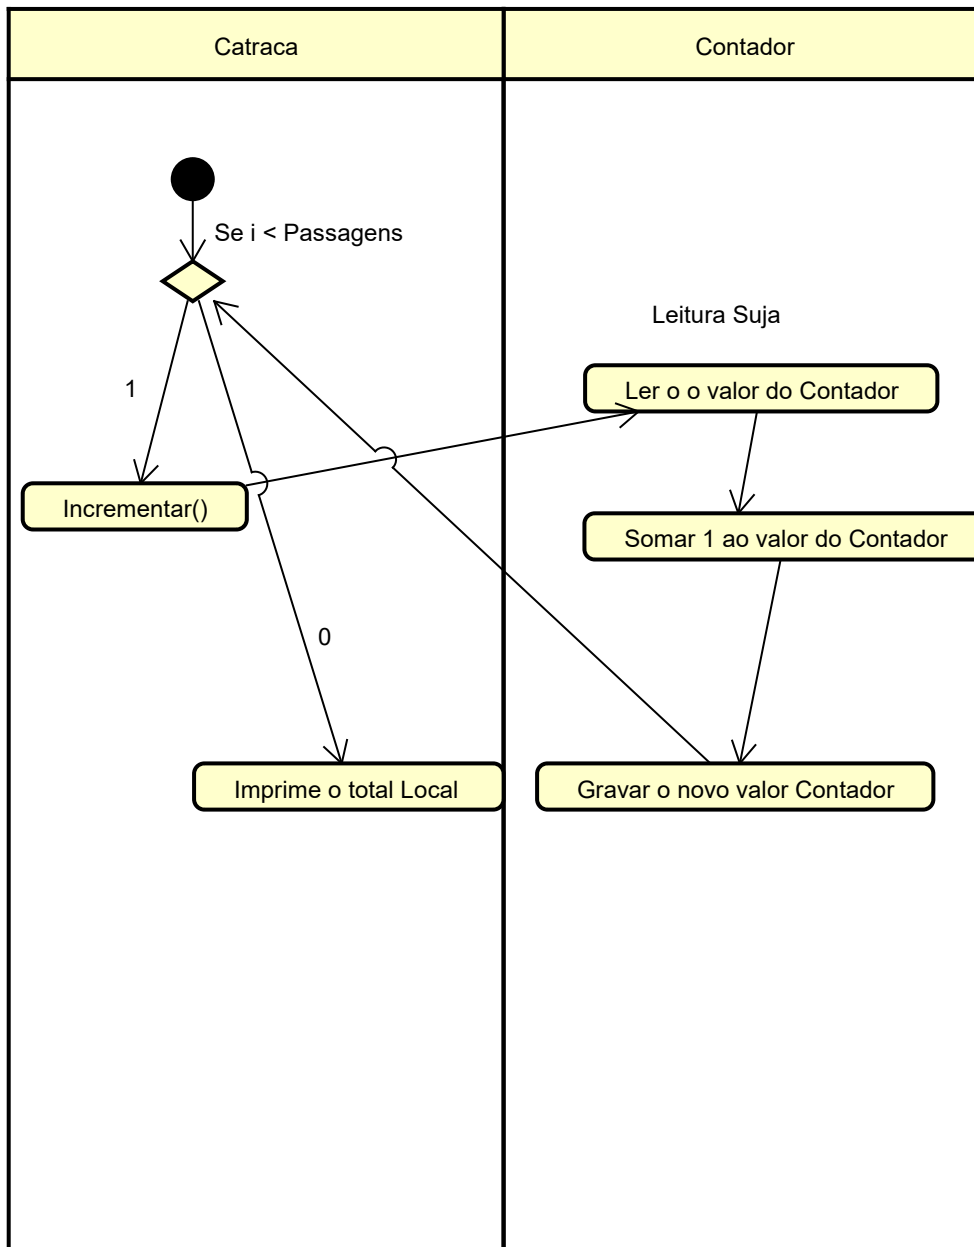 Catraca
Contador
Se i < Passagens
Leitura Suja
1
Ler o o valor do Contador
Incrementar()
Somar 1 ao valor do Contador
0
Imprime o total Local
Gravar o novo valor Contador